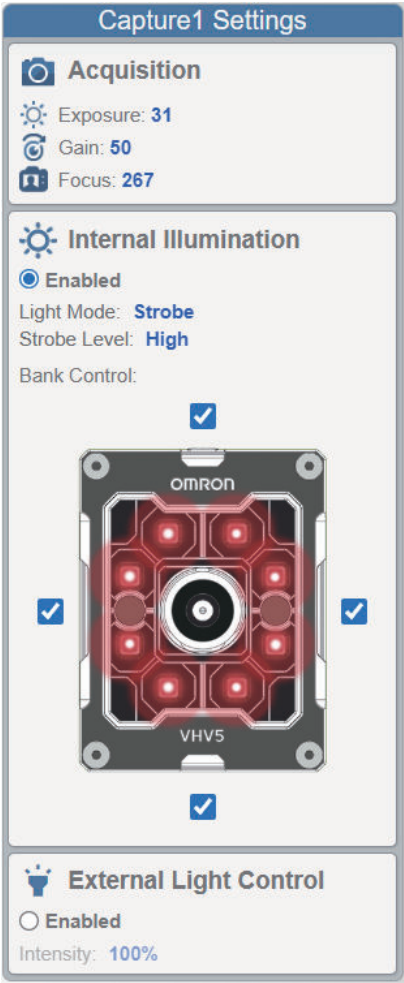 Capture1 Settings
Acquisition
Exposure: 31
Gain: 50
Focus: 267
Internal Illumination
Enabled
Light Mode: Strobe
Strobe Level: High
Bank Control:
OMRON
VHV5
External Light Control
Enabled
Intensity: 100%